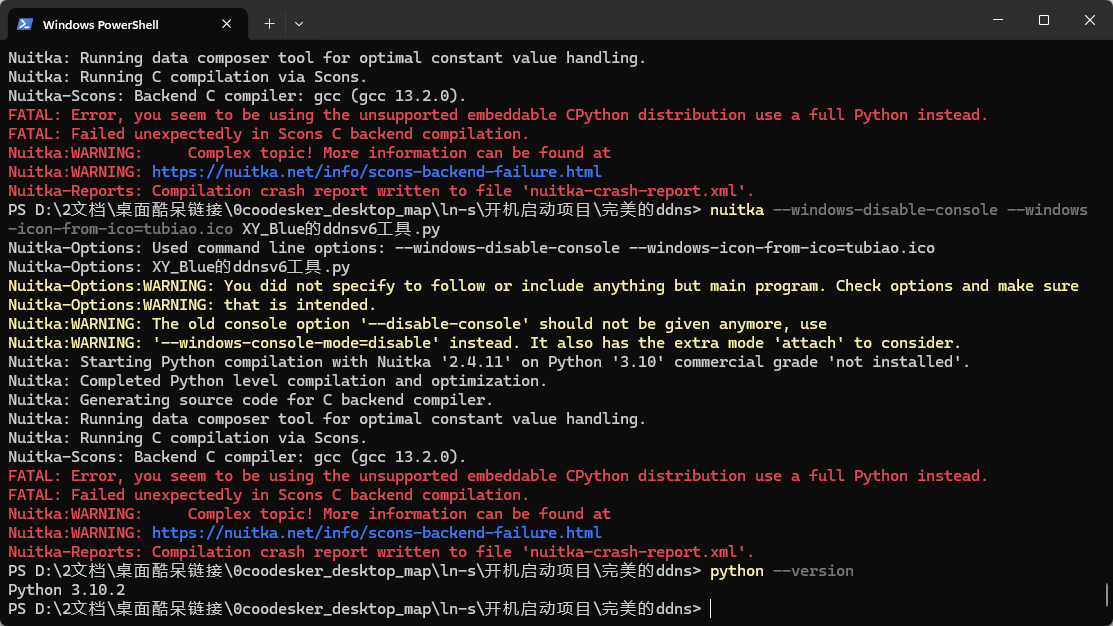 Windows PowerShell
Nuitka: Running data composer tool for optimal constant value handling.
Nuitka: Running C compilation via Scons.
Nuitka-Scons: Backend C compiler: gcc (gcc 13.2.0).
FATAL: Error, you seem to be using the unsupported embeddable CPython distribution use a full Python instead.
FATAL: Failed unexpectedly in Scons C backend compilation.
Nuitka:WARNING:     Complex topic! More information can be found at
Nuitka:WARNING: https://nuitka.net/info/scons-backend-failure.html
Nuitka-Reports: Compilation crash report written to file 'nuitka-crash-report.xml'.
PS D:\2文档\桌面酷呆链接\0coodesker_desktop_map\ln-s\开机启动项目\完美的ddns> nuitka --windows-disable-console --windows
-icon-from-ico=tubiao.ico XY_Blue的ddnsv6工具.py
Nuitka-Options: Used command line options: --windows-disable-console --windows-icon-from-ico=tubiao.ico
Nuitka-Options: XY_Blue的ddnsv6工具.py
Nuitka-Options:WARNING: You did not specify to follow or include anything but main program. Check options and make sure
Nuitka-Options:WARNING: that is intended.
Nuitka:WARNING: The old console option '--disable-console' should not be given anymore, use
Nuitka:WARNING: '--windows-console-mode=disable' instead. It also has the extra mode 'attach' to consider.
Nuitka: Starting Python compilation with Nuitka '2.4.11' on Python '3.10' commercial grade 'not installed'.
Nuitka: Completed Python level compilation and optimization.
Nuitka: Generating source code for C backend compiler.
Nuitka: Running data composer tool for optimal constant value handling.
Nuitka: Running C compilation via Scons.
Nuitka-Scons: Backend C compiler: gcc (gcc 13.2.0).
FATAL: Error, you seem to be using the unsupported embeddable CPython distribution use a full Python instead.
FATAL: Failed unexpectedly in Scons C backend compilation.
Nuitka:WARNING:     Complex topic! More information can be found at
Nuitka:WARNING: https://nuitka.net/info/scons-backend-failure.html
Nuitka-Reports: Compilation crash report written to file 'nuitka-crash-report.xml'.
PS D:\2文档\桌面酷呆链接\0coodesker_desktop_map\ln-s\开机启动项目\完美的ddns> python --version
Python 3.10.2
PS D:\2文档\桌面酷呆链接\0coodesker_desktop_map\ln-s\开机启动项目\完美的ddns>